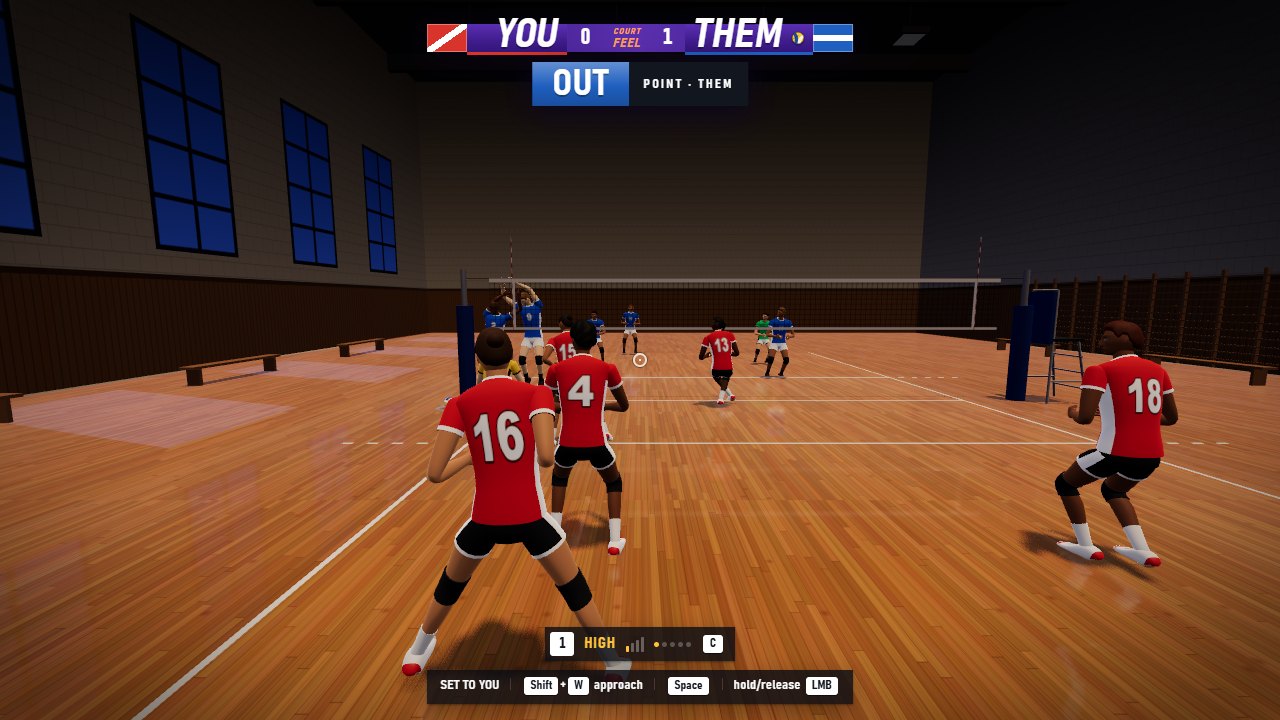 YOU 0 COURT FEEL 1 THEM
OUT POINT · THEM
9
15
13
4
16
18
1 HIGH C
SET TO YOU Shift + W approach Space hold/release LMB